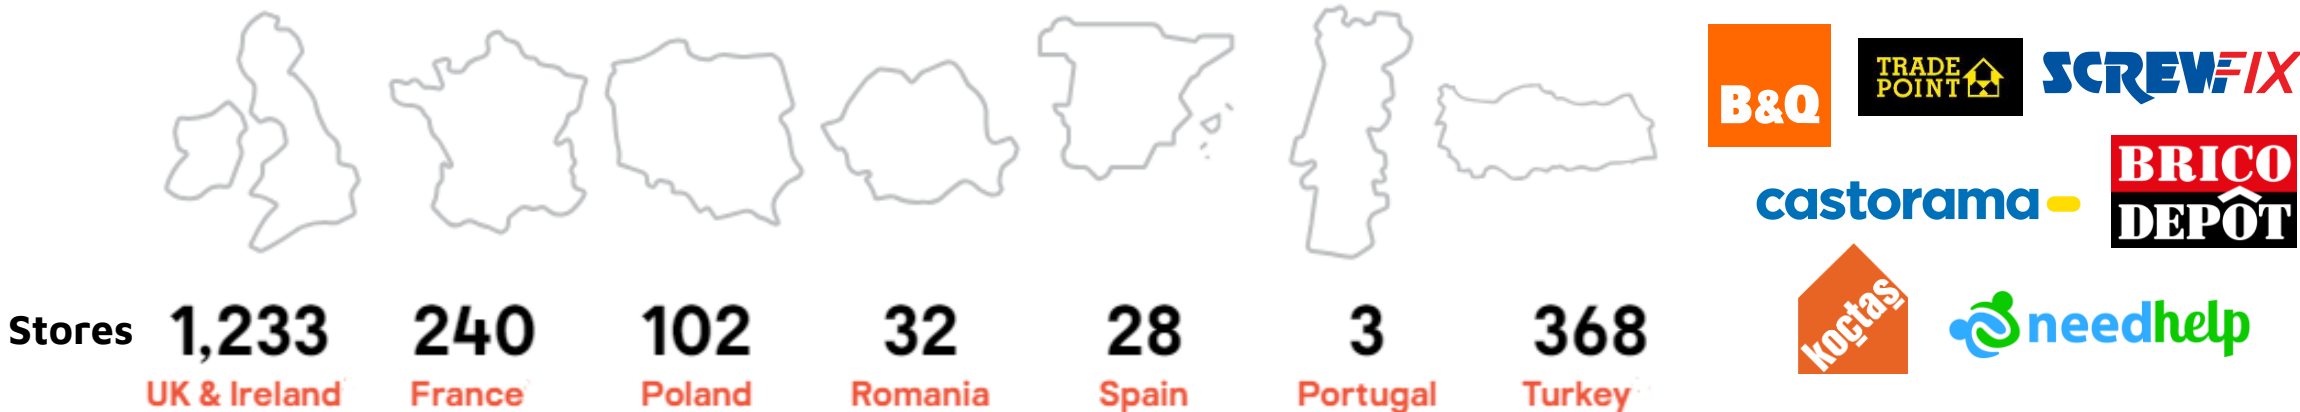 Stores 1,233 240 102 32 28 3 368
UK & Ireland France Poland Romania Spain Portugal Turkey
B&Q
TRADE
POINT
SCREWFIX
castorama
BRICO
DEPÔT
koçtaş
needhelp